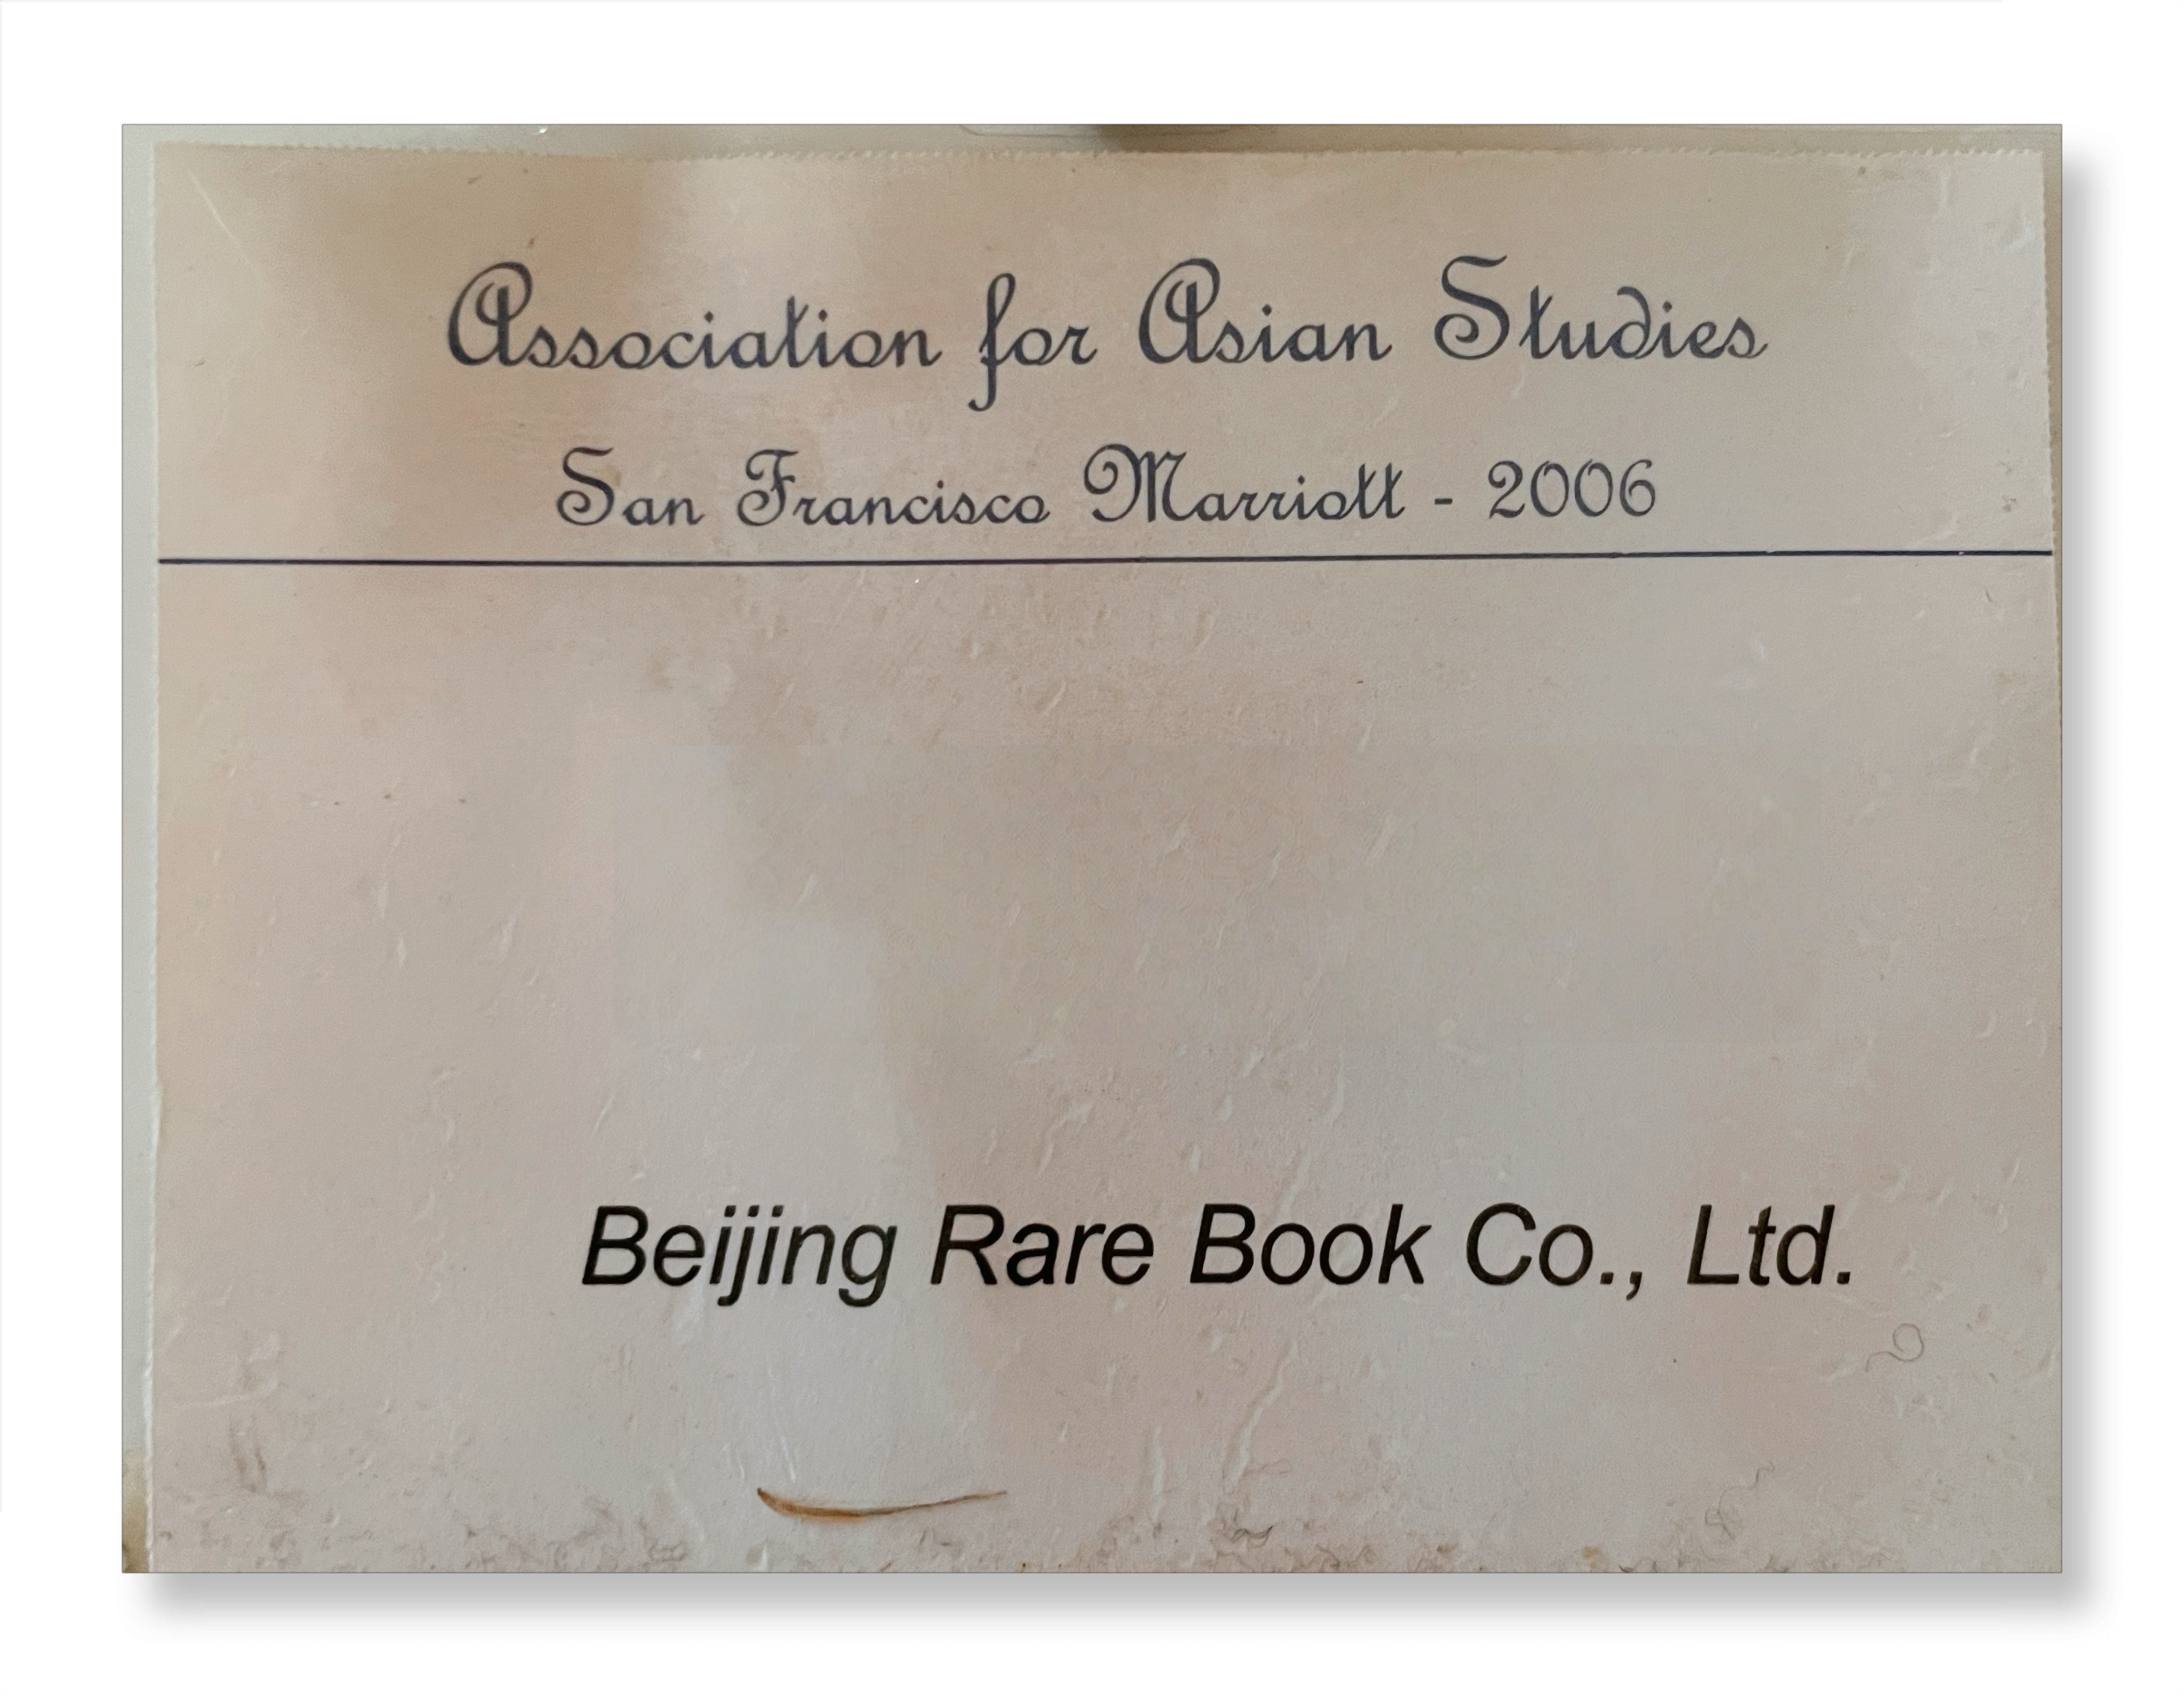 Association for Asian Studies
San Francisco Marriott - 2006
Beijing Rare Book Co., Ltd.